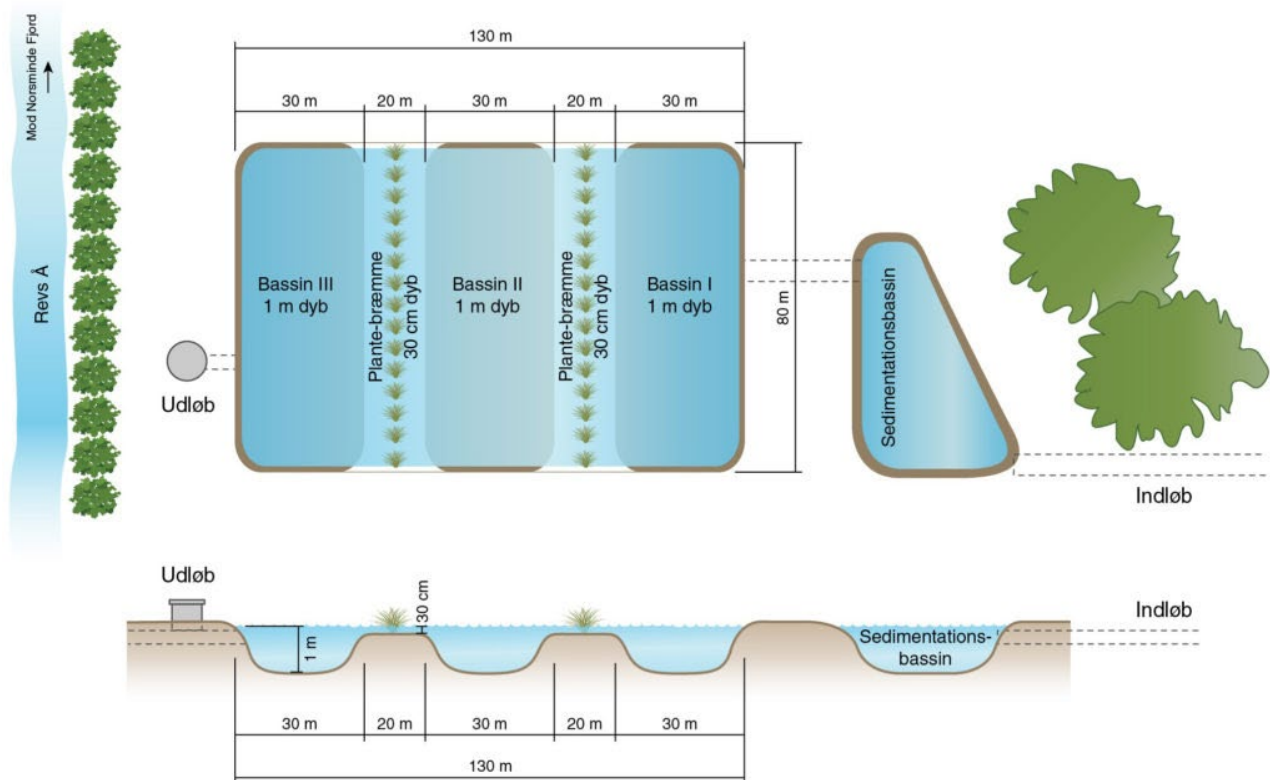 Mod Norsminde Fjord
Revs Å
130 m
30 m
20 m
30 m
20 m
30 m
Bassin III
1 m dyb
Plante-bræmme
30 cm dyb
Bassin II
1 m dyb
Plante-bræmme
30 cm dyb
Bassin I
1 m dyb
80 m
Sedimentationsbassin
Udløb
Indløb
Udløb
30 cm
1 m
Sedimentations-
bassin
Indløb
30 m
20 m
30 m
20 m
30 m
130 m